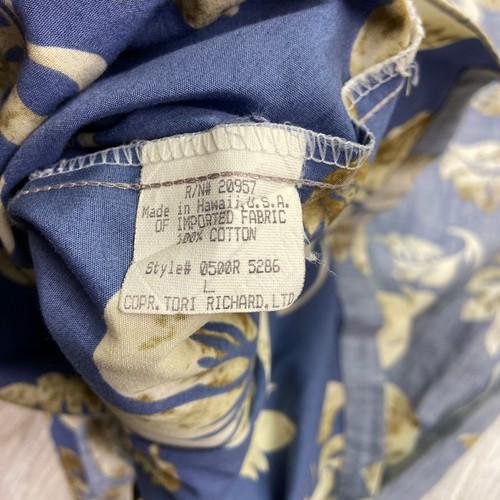 R/N# 20957
Made in Hawaii,U.S.A.
OF IMPORTED FABRIC
100% COTTON
Style# 0500R 5286
L
COPR. TORI RICHARD.LTD